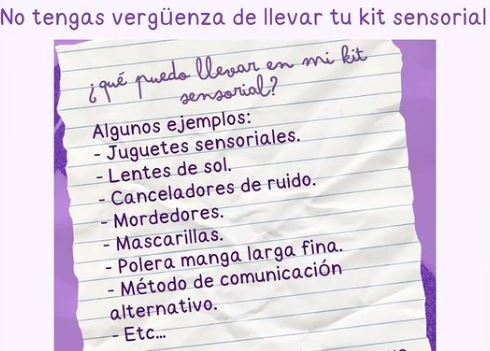 No tengas vergüenza de llevar tu kit sensorial
¿qué puedo llevar en mi kit
sensorial?
Algunos ejemplos:
- Juguetes sensoriales.
- Lentes de sol.
- Canceladores de ruido.
- Mordedores.
- Mascarillas.
- Polera manga larga fina.
- Método de comunicación
alternativo.
- Etc...